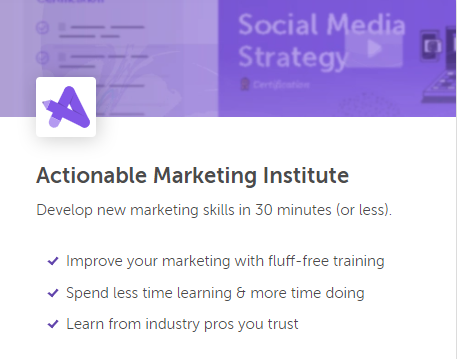 Social Media
Strategy
Certification
Actionable Marketing Institute
Develop new marketing skills in 30 minutes (or less).
Improve your marketing with fluff-free training
Spend less time learning & more time doing
Learn from industry pros you trust